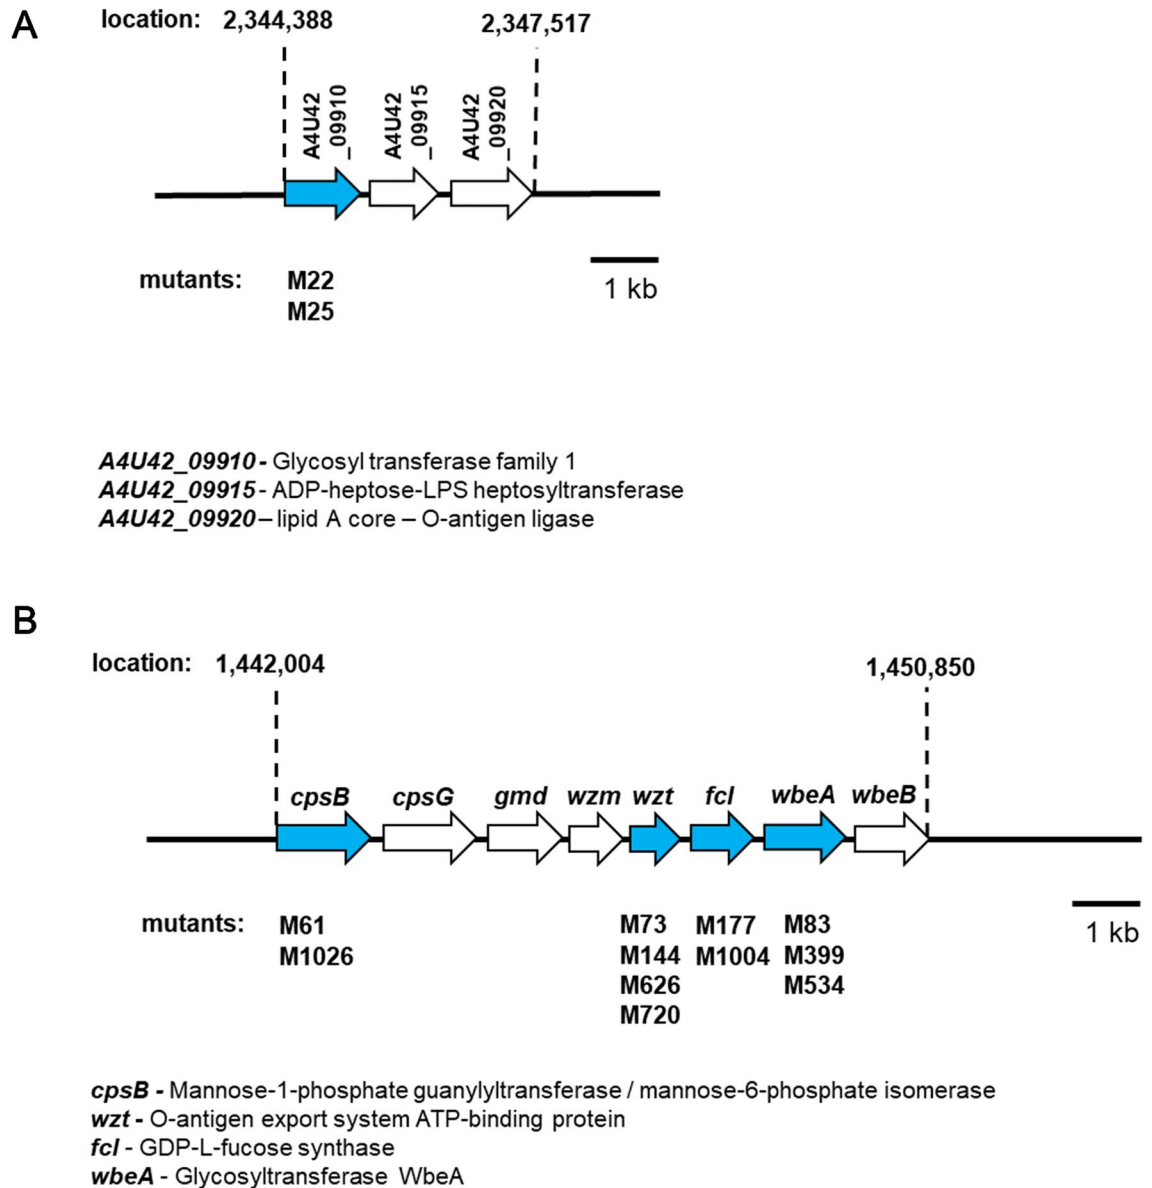 A
location: 2,344,388 2,347,517
A4U42
_09910
A4U42
_09915
A4U42
_09920
mutants: M22
M25
1 kb
A4U42_09910 - Glycosyl transferase family 1
A4U42_09915 - ADP-heptose-LPS heptosyltransferase
A4U42_09920 – lipid A core – O-antigen ligase
B
location: 1,442,004 1,450,850
cpsB cpsG gmd wzm wzt fcl wbeA wbeB
mutants: M61 M73 M177 M83
M1026 M144 M1004 M399
M626 M534
M720
1 kb
cpsB - Mannose-1-phosphate guanylyltransferase / mannose-6-phosphate isomerase
wzt - O-antigen export system ATP-binding protein
fcl - GDP-L-fucose synthase
wbeA - Glycosyltransferase WbeA